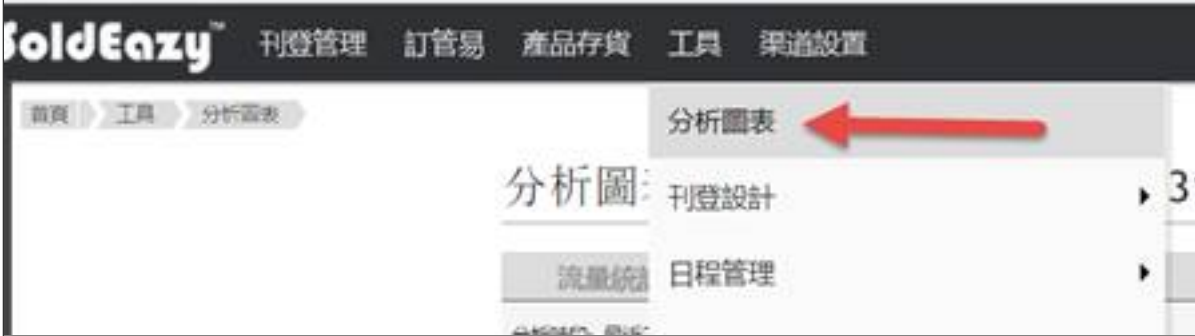 SoldEazy™ 刊登管理 訂管易 產品存貨 工具 渠道設置
首頁 工具 分析圖表
分析圖表
分析圖 3
刊登設計
流量統
日程管理